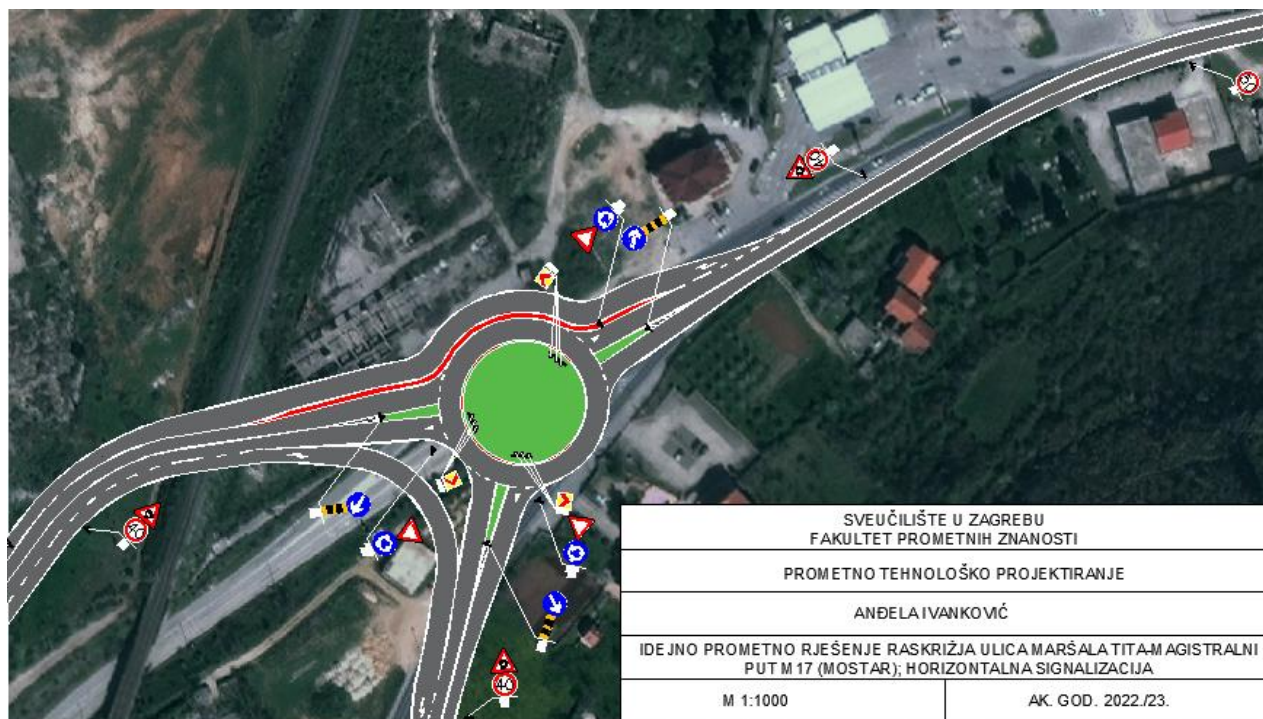 40
SVEUČILIŠTE U ZAGREBU
FAKULTET PROMETNIH ZNANOSTI
PROMETNO TEHNOLOŠKO PROJEKTIRANJE
ANĐELA IVANKOVIĆ
IDEJNO PROMETNO RJEŠENJE RASKRIŽJA ULICA MARŠALA TITA-MAGISTRALNI
PUT M 17 (MOSTAR); HORIZONTALNA SIGNALIZACIJA
M 1:1000
AK. GOD. 2022./23.